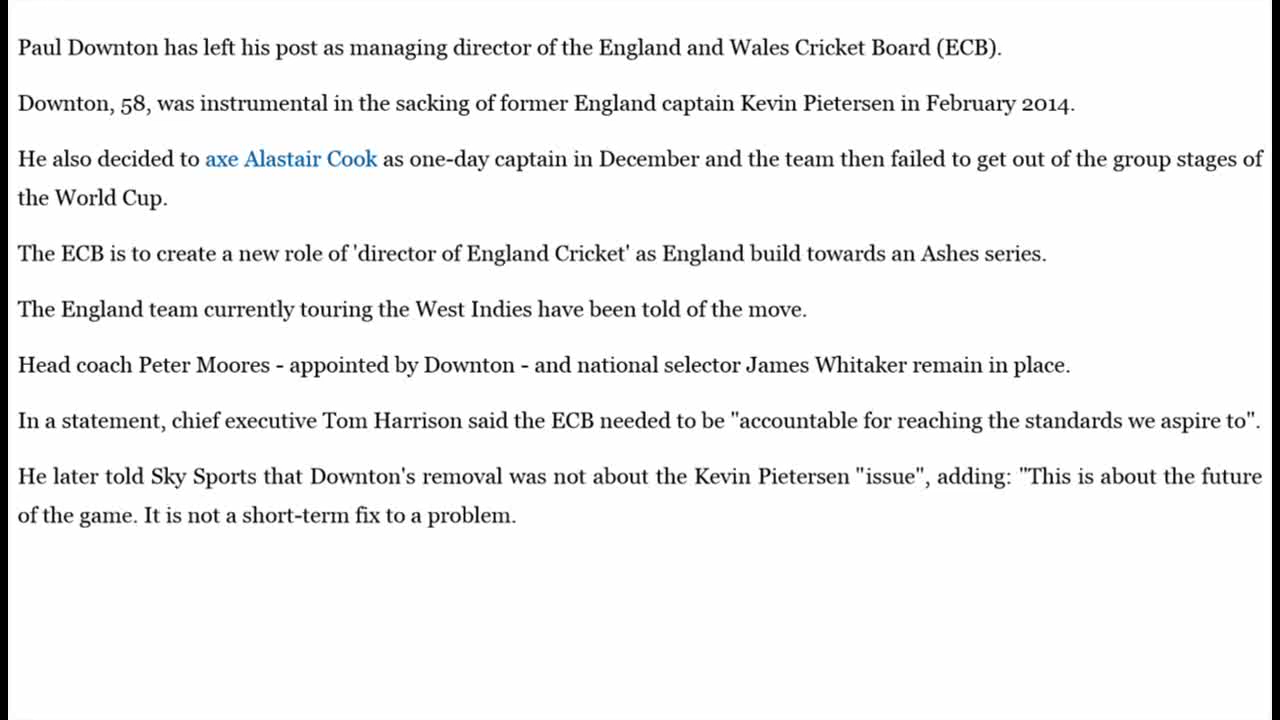 Paul Downton has left his post as managing director of the England and Wales Cricket Board (ECB).
Downton, 58, was instrumental in the sacking of former England captain Kevin Pietersen in February 2014.
He also decided to axe Alastair Cook as one-day captain in December and the team then failed to get out of the group stages of
the World Cup.
The ECB is to create a new role of 'director of England Cricket' as England build towards an Ashes series.
The England team currently touring the West Indies have been told of the move.
Head coach Peter Moores - appointed by Downton - and national selector James Whitaker remain in place.
In a statement, chief executive Tom Harrison said the ECB needed to be "accountable for reaching the standards we aspire to".
He later told Sky Sports that Downton's removal was not about the Kevin Pietersen "issue", adding: "This is about the future
of the game. It is not a short-term fix to a problem.